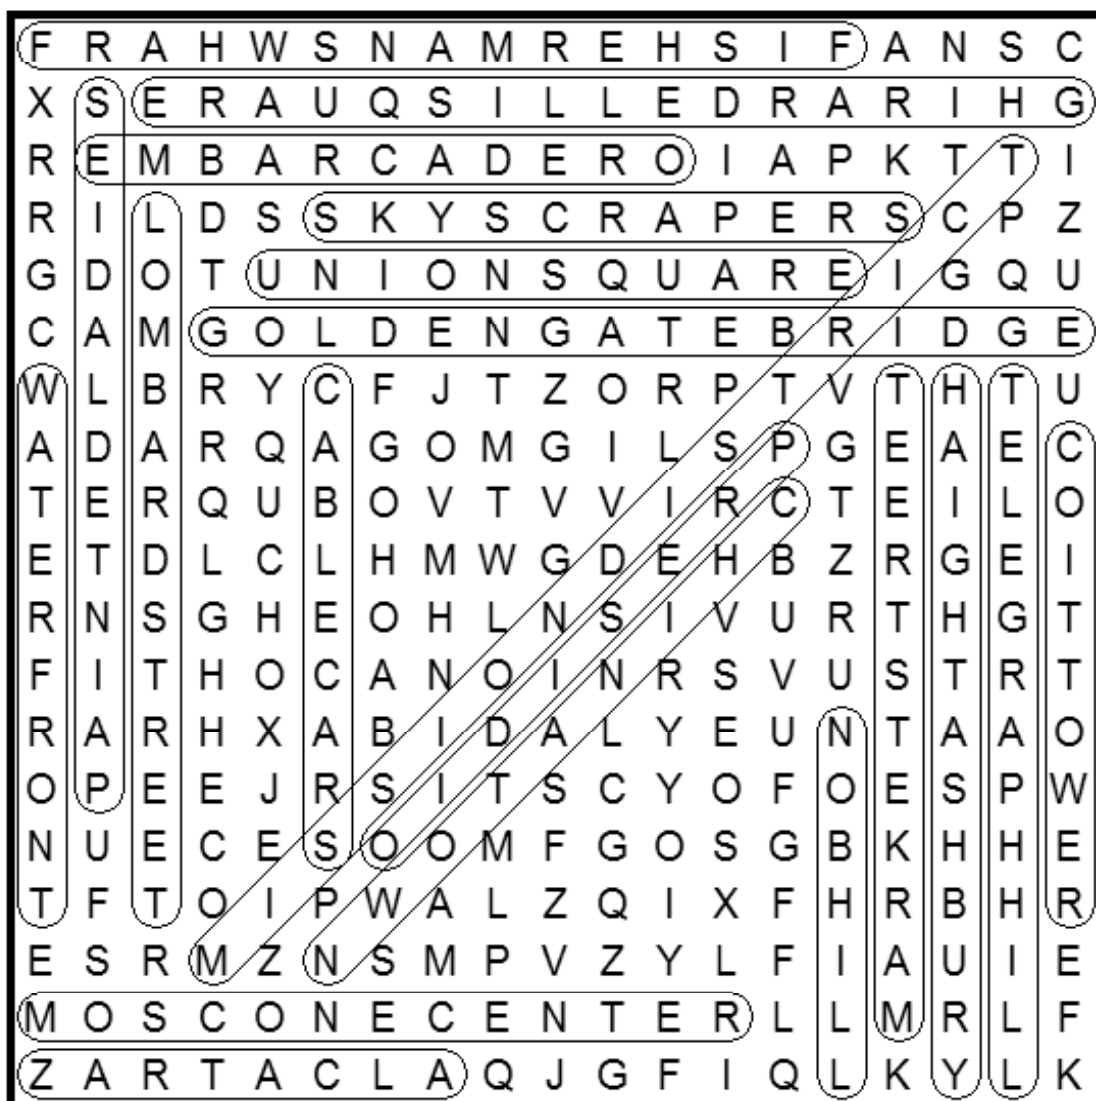 F R A H W S N A M R E H S I F A N S C
X S E R A U Q S I L L E D R A R I H G
R E M B A R C A D E R O I A P K T T I
R I L D S S K Y S C R A P E R S C P Z
G D O T U N I O N S Q U A R E I G Q U
C A M G O L D E N G A T E B R I D G E
W L B R Y C F J T Z O R P T V T H T U
A D A R Q A G O M G I L S P G E A E C
T E R Q U B O V T V V I R C T E I L O
E T D L C L H M W G D E H B Z R G E I
R N S G H E O H L N S I V U R T H G T
F I T H O C A N O I N R S V U S T R T
R A R H X A B I D A L Y E U N T A A O
O P E E J R S I T S C Y O F O E S P W
N U E C E S O O M F G O S G B K H H E
T F T O I P W A L Z Q I X F H R B H R
E S R M Z N S M P V Z Y L F I A U I E
M O S C O N E C E N T E R L L M R L F
Z A R T A C L A Q J G F I Q L K Y L K